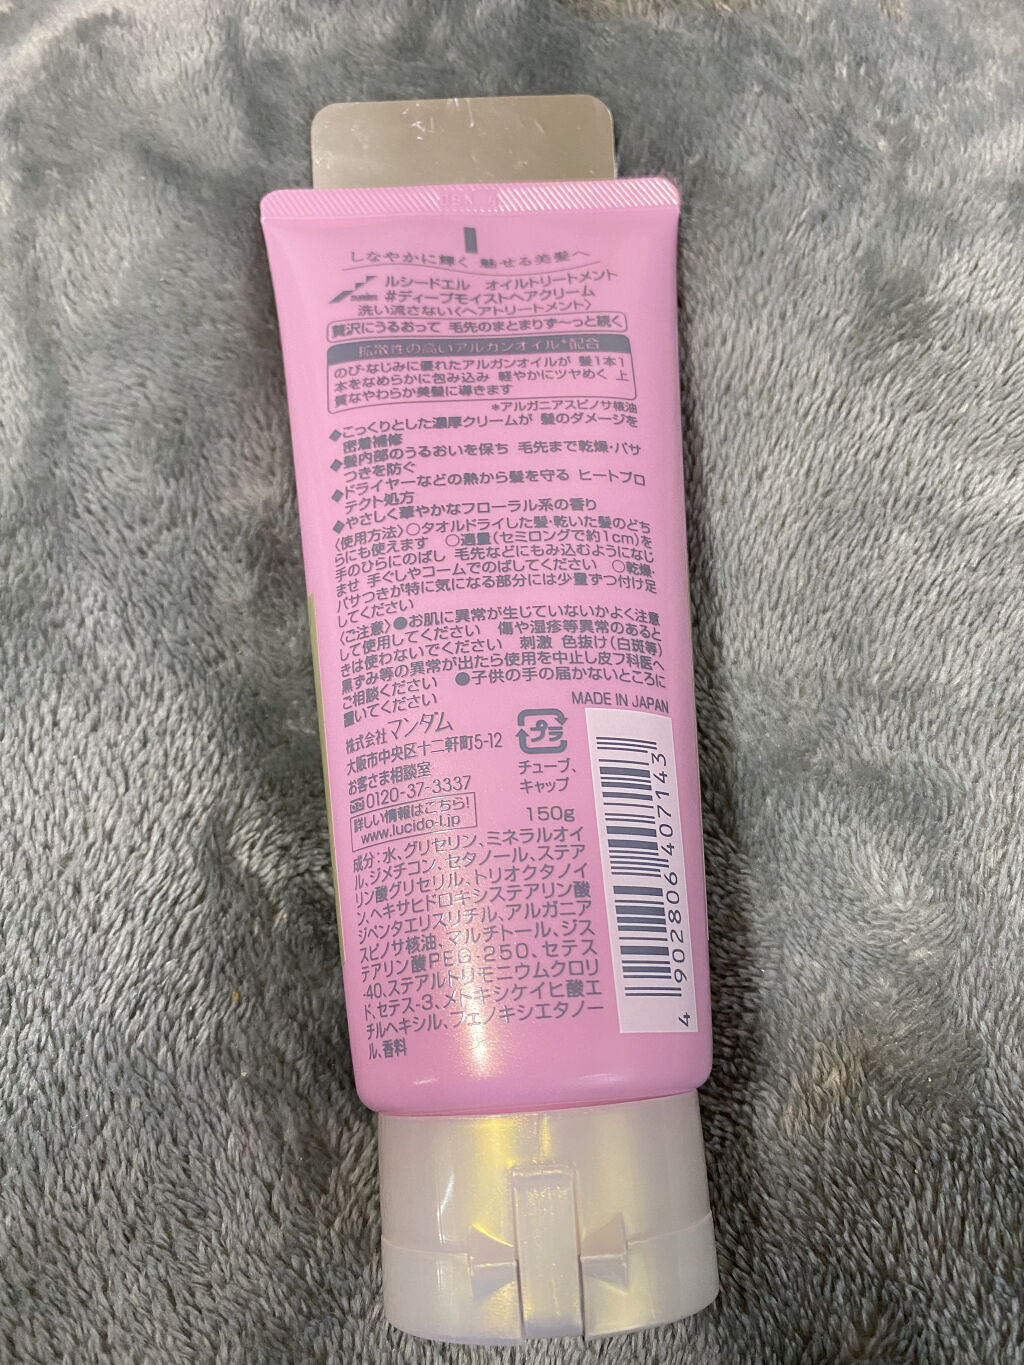 しなやかに輝く 魅せる美髪へ
mandom
ルシードエル オイルトリートメント
#ディープモイストヘアクリーム
洗い流さない〈ヘアトリートメント〉
贅沢にうるおって 毛先のまとまりず〜っと続く
拡散性の高いアルガンオイル*配合
のび・なじみに優れたアルガンオイルが 髪1本1
本をなめらかに包み込み 軽やかにツヤめく 上
質なやわらか美髪に導きます
*アルガニアスピノサ核油
◆こっくりとした濃厚クリームが 髪のダメージを
密着補修
◆髪内部のうるおいを保ち 毛先まで乾燥・パサ
つきを防ぐ
◆ドライヤーなどの熱から髪を守る ヒートプロ
テクト処方
◆やさしく華やかなフローラル系の香り
〈使用方法〉○タオルドライした髪・乾いた髪のどち
らにも使えます ○適量(セミロングで約1cm)を
手のひらにのばし 毛先などにもみ込むようになじ
ませ 手ぐしやコームでのばしてください ○乾燥・
パサつきが特に気になる部分には少量ずつ付け足
してください
〈ご注意〉●お肌に異常が生じていないかよく注意
して使用してください 傷や湿疹等異常のあると
きは使わないでください 刺激 色抜け(白斑等)
黒ずみ等の異常が出たら使用を中止し皮フ科医へ
ご相談ください ●子供の手の届かないところに
置いてください
MADE IN JAPAN
株式会社マンダム
大阪市中央区十二軒町5-12
お客さま相談室
0120-37-3337
詳しい情報はこちら!
www.lucido-l.jp
プラ
チューブ、
キャップ
150g
成分:水、グリセリン、ミネラルオイ
ル、ジメチコン、セタノール、ステア
リン酸グリセリル、トリオクタノイ
ン、ヘキサヒドロキシステアリン酸
ジペンタエリスリチル、アルガニア
スピノサ核油、マルチトール、ジス
テアリン酸PEG-250、セテス
-40、ステアルトリモニウムクロリ
ド、セテス-3、メトキシケイヒ酸エ
チルヘキシル、フェノキシエタノー
ル、香料
4 902806 407143